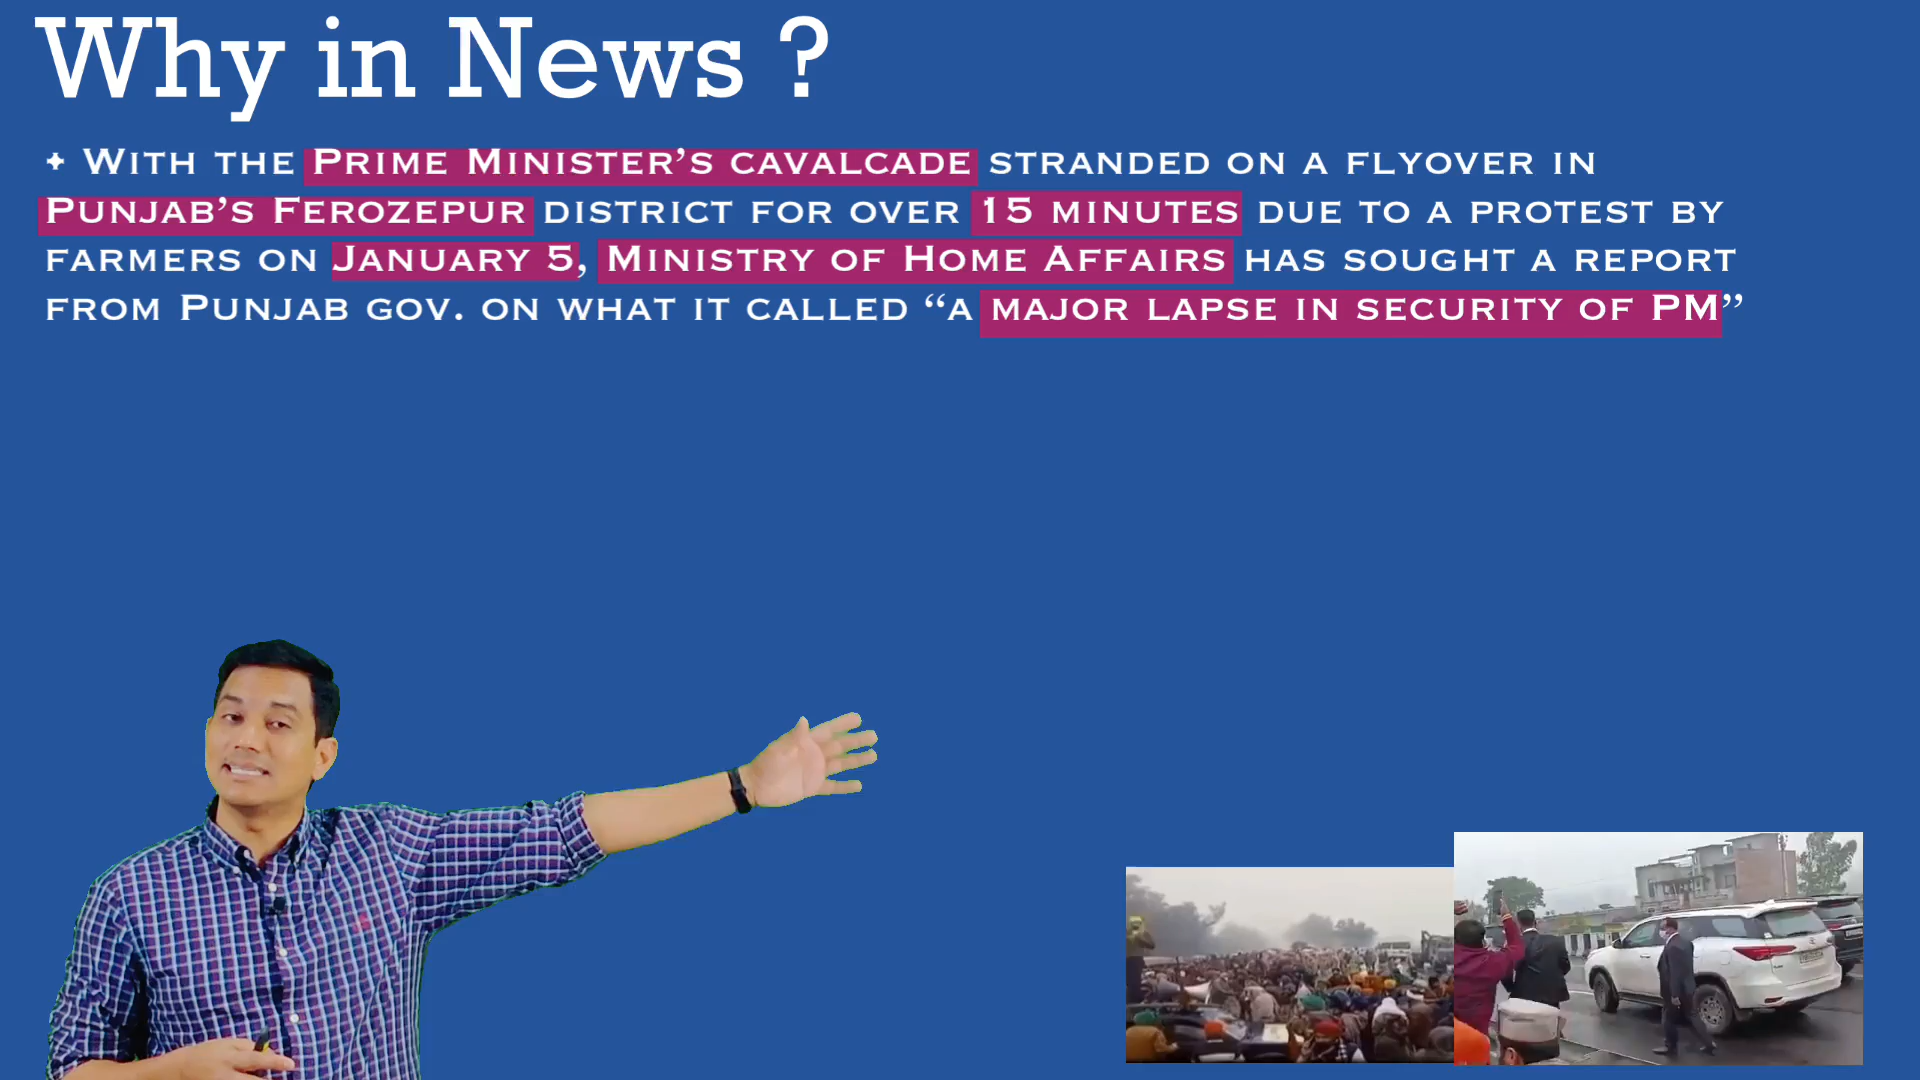 Why in News ?
+ With the Prime Minister’s cavalcade stranded on a flyover in
Punjab’s Ferozepur district for over 15 minutes due to a protest by
farmers on January 5, Ministry of Home Affairs has sought a report
from Punjab gov. on what it called “a major lapse in security of PM”